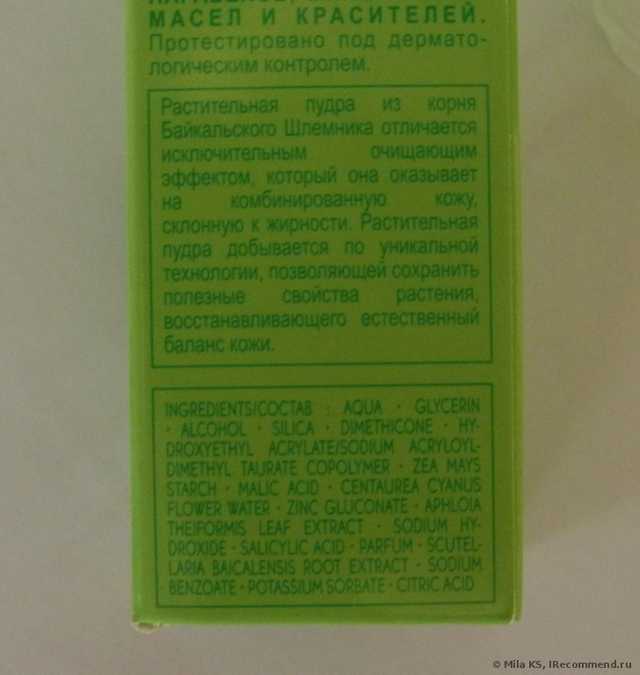 МАСЕЛ И КРАСИТЕЛЕЙ.
Протестировано под дермато-
логическим контролем.
Растительная пудра из корня
Байкальского Шлемника отличается
исключительным очищающим
эффектом, который она оказывает
на комбинированную кожу,
склонную к жирности. Растительная
пудра добывается по уникальной
технологии, позволяющей сохранить
полезные свойства растения,
восстанавливающего естественный
баланс кожи.
INGREDIENTS/СОСТАВ : AQUA · GLYCERIN
· ALCOHOL · SILICA · DIMETHICONE · HY-
DROXYETHYL ACRYLATE/SODIUM ACRYLOYL-
DIMETHYL TAURATE COPOLYMER · ZEA MAYS
STARCH · MALIC ACID · CENTAUREA CYANUS
FLOWER WATER · ZINC GLUCONATE · APHLOIA
THEIFORMIS LEAF EXTRACT · SODIUM HY-
DROXIDE · SALICYLIC ACID · PARFUM · SCUTEL-
LARIA BAICALENSIS ROOT EXTRACT · SODIUM
BENZOATE · POTASSIUM SORBATE · CITRIC ACID
© Mila KS, IRecommend.ru